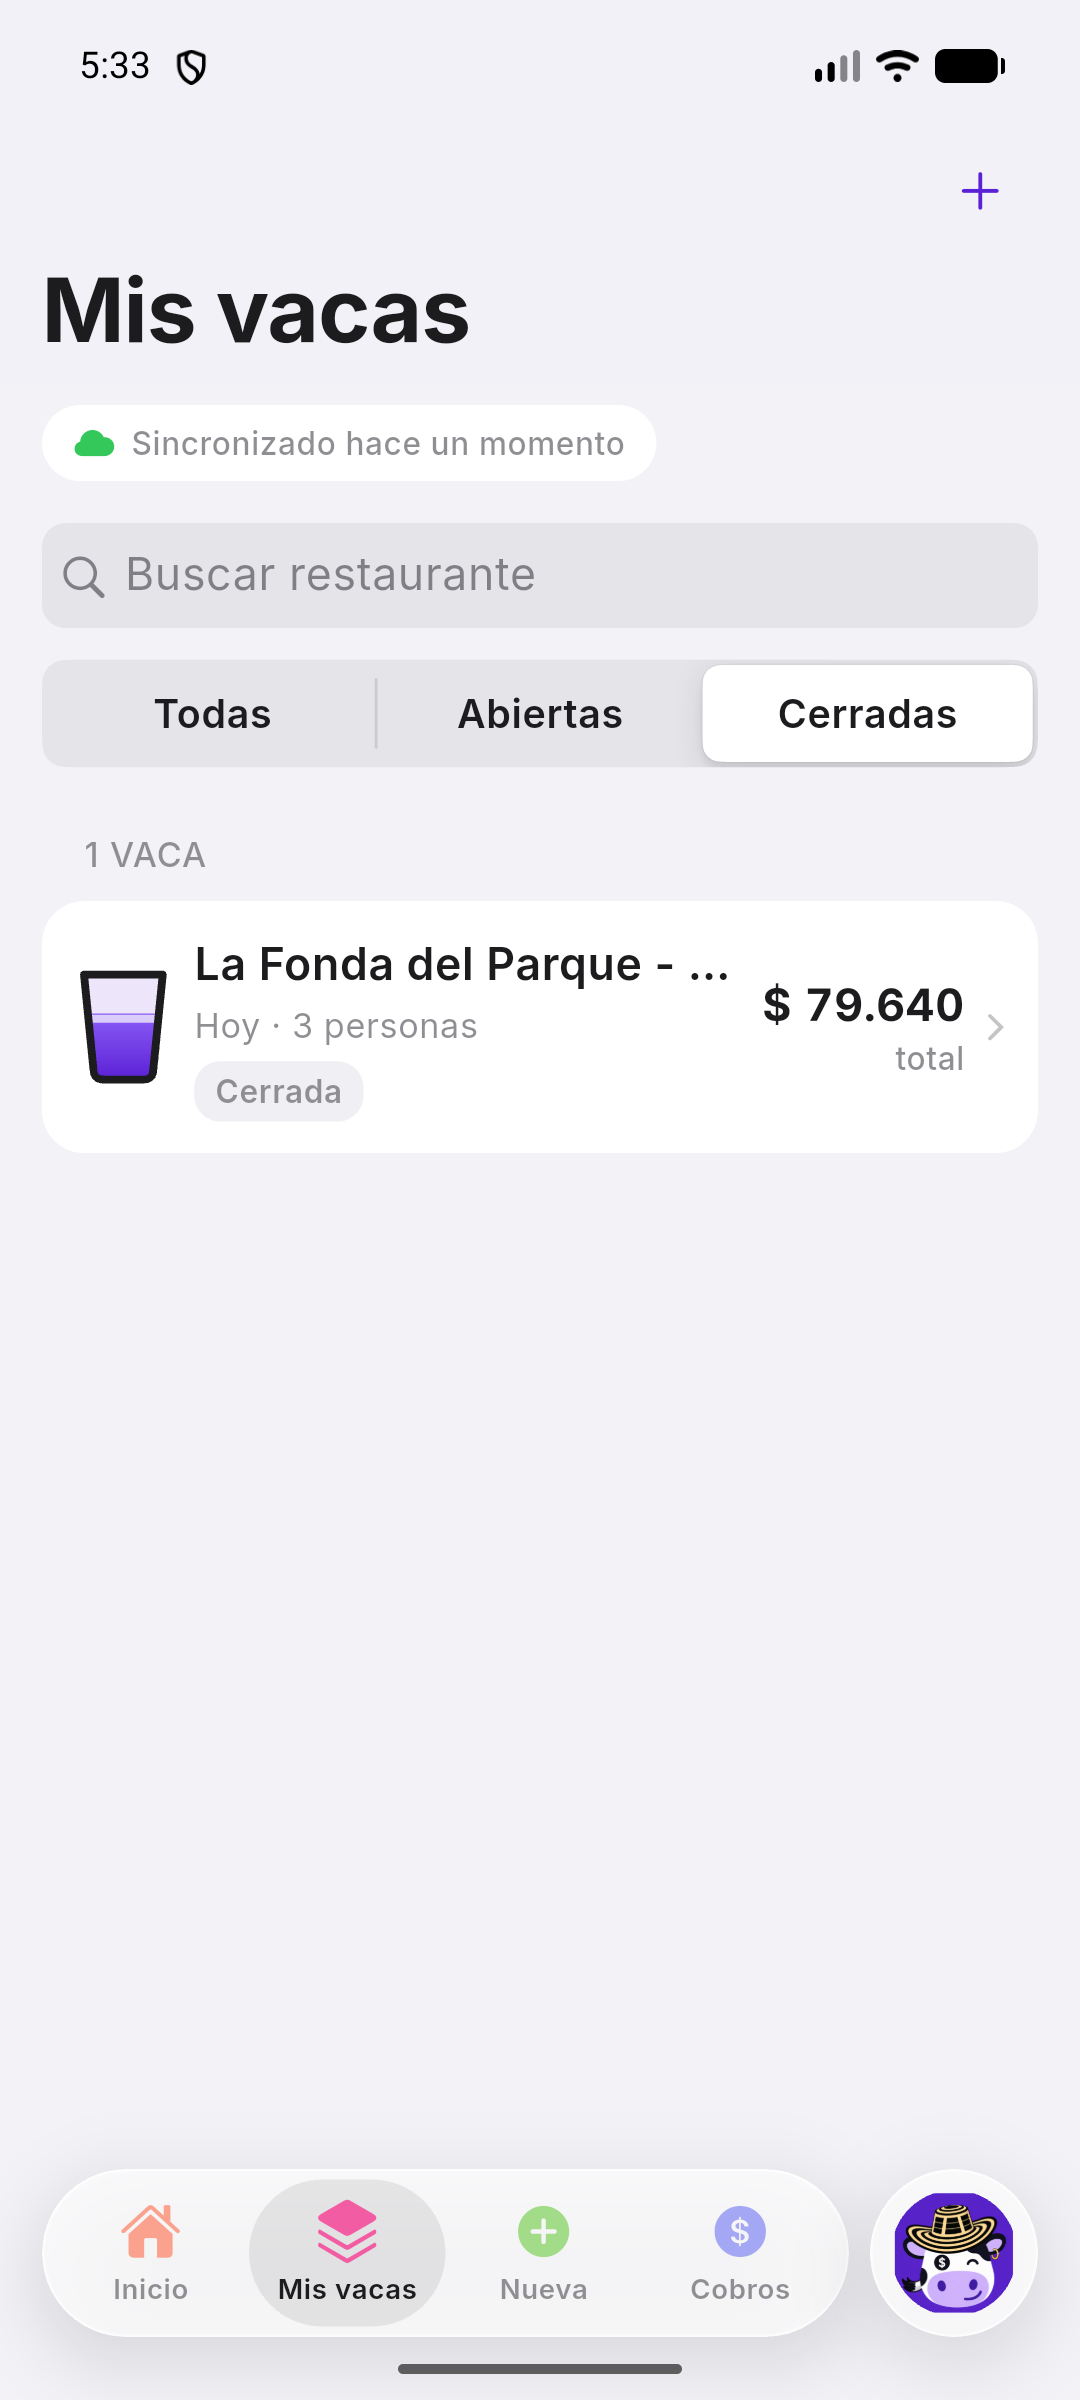 5:33
Mis vacas
Sincronizado hace un momento
Buscar restaurante
Todas
Abiertas
Cerradas
1 VACA
La Fonda del Parque - ...
$ 79.640
Hoy · 3 personas
total
Cerrada
Inicio
Mis vacas
Nueva
$
Cobros
$